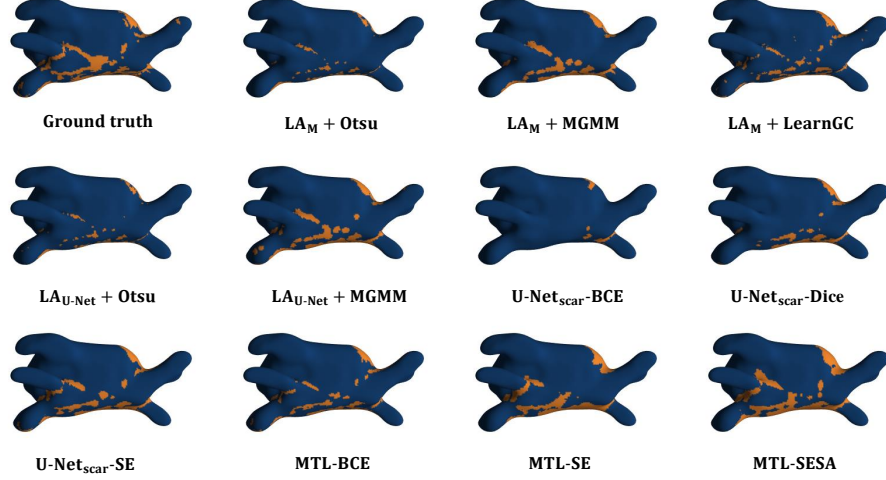 Ground truth
LA_M + Otsu
LA_M + MGMM
LA_M + LearnGC
LA_U-Net + Otsu
LA_U-Net + MGMM
U-Net_scar-BCE
U-Net_scar-Dice
U-Net_scar-SE
MTL-BCE
MTL-SE
MTL-SESA